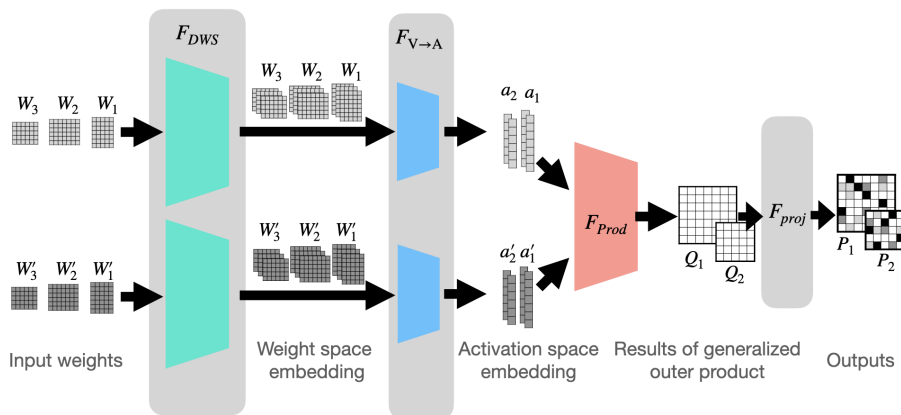 F_DWS
F_V→A
W_3 W_2 W_1
W_3 W_2 W_1
a_2 a_1
F_Prod
Q_1
Q_2
F_proj
P_1
P_2
W'_3 W'_2 W'_1
W'_3 W'_2 W'_1
a'_2 a'_1
Input weights
Weight space
embedding
Activation space
embedding
Results of generalized
outer product
Outputs